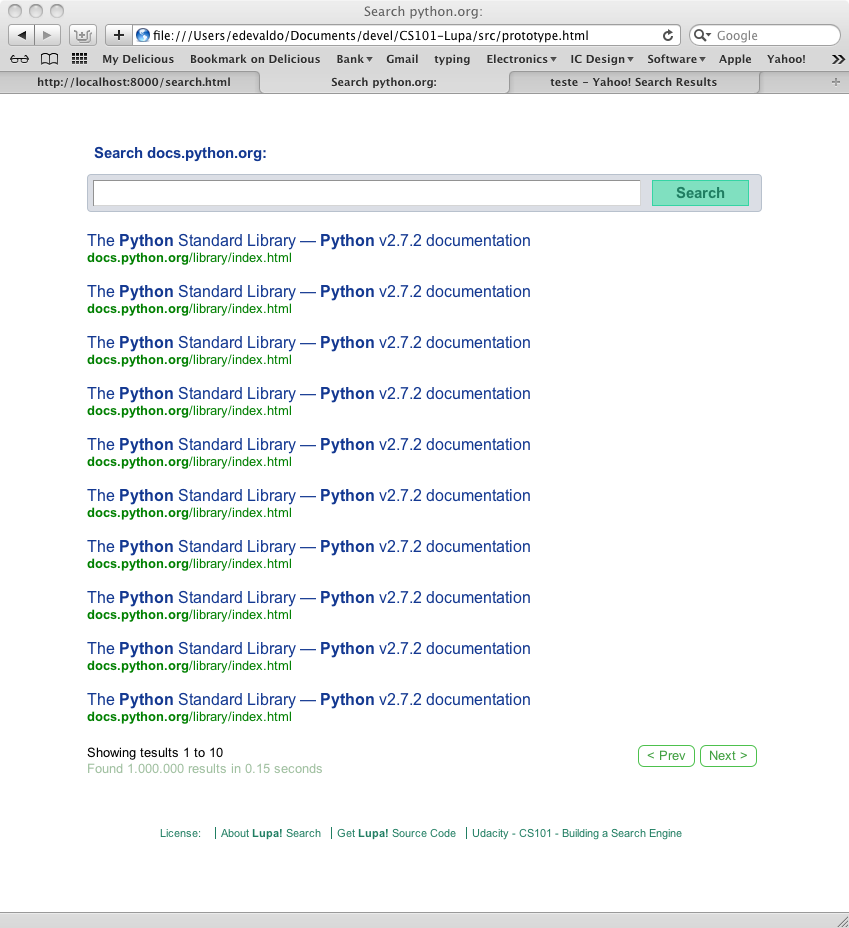 Search python.org:
file:///Users/edevaldo/Documents/devel/CS101-Lupa/src/prototype.html
Google
My Delicious Bookmark on Delicious Bank Gmail typing Electronics IC Design Software Apple Yahoo! »
http://localhost:8000/search.html Search python.org: teste – Yahoo! Search Results
Search docs.python.org:
Search
The Python Standard Library — Python v2.7.2 documentation
docs.python.org/library/index.html
The Python Standard Library — Python v2.7.2 documentation
docs.python.org/library/index.html
The Python Standard Library — Python v2.7.2 documentation
docs.python.org/library/index.html
The Python Standard Library — Python v2.7.2 documentation
docs.python.org/library/index.html
The Python Standard Library — Python v2.7.2 documentation
docs.python.org/library/index.html
The Python Standard Library — Python v2.7.2 documentation
docs.python.org/library/index.html
The Python Standard Library — Python v2.7.2 documentation
docs.python.org/library/index.html
The Python Standard Library — Python v2.7.2 documentation
docs.python.org/library/index.html
The Python Standard Library — Python v2.7.2 documentation
docs.python.org/library/index.html
The Python Standard Library — Python v2.7.2 documentation
docs.python.org/library/index.html
Showing tesults 1 to 10 < Prev Next >
Found 1.000.000 results in 0.15 seconds
License: | About Lupa! Search | Get Lupa! Source Code | Udacity - CS101 - Building a Search Engine